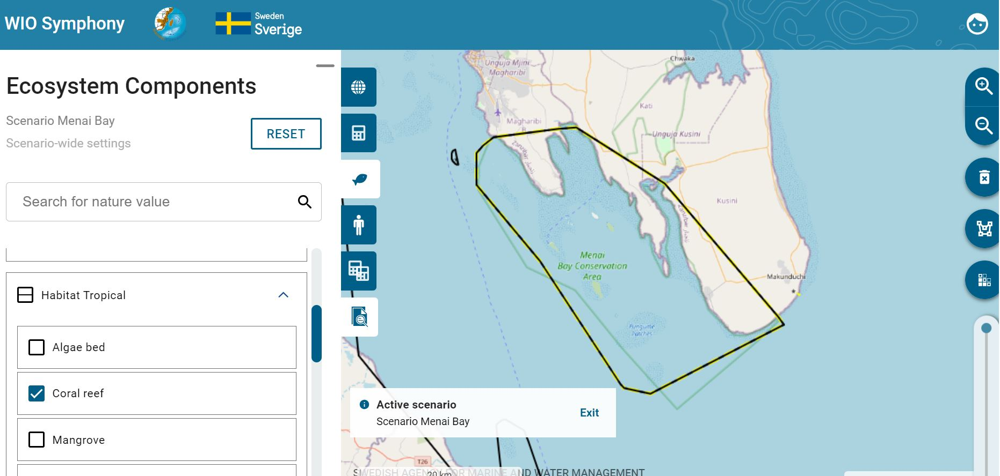 WIO Symphony
Sweden
Sverige
Ecosystem Components
Scenario Menai Bay
Scenario-wide settings
RESET
Search for nature value
Habitat Tropical
Algae bed
Coral reef
Mangrove
Chwaka
Unguja Mjini
Magharibi
Kati
Magharibi
B
Unguja Kusini
Zanzibar
Kusini
Zanzibar
Menai
Bay Conservation
Area
Makunduchi
Pungume
Patches
Active scenario
Scenario Menai Bay
Exit
T26
20 km
SWEDISH AGENCY FOR MARINE AND WATER MANAGEMENT